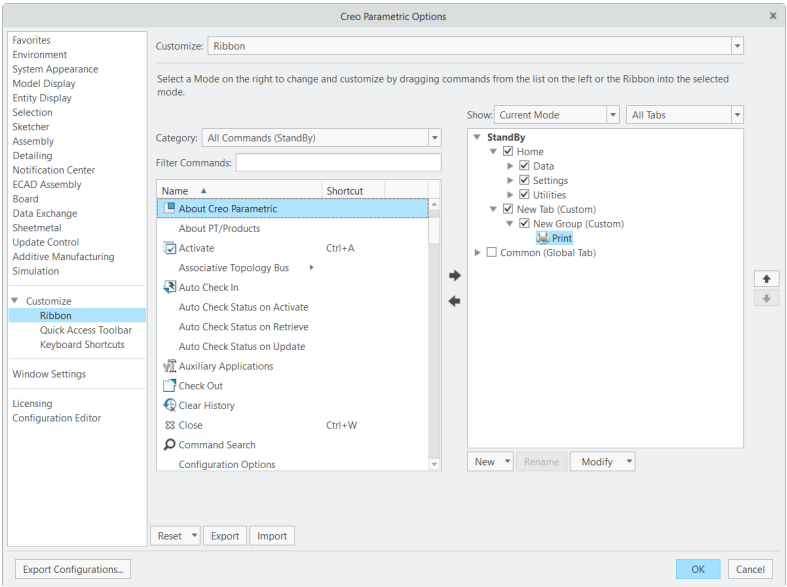 Creo Parametric Options
Favorites
Environment
System Appearance
Model Display
Entity Display
Selection
Sketcher
Assembly
Detailing
Notification Center
ECAD Assembly
Board
Data Exchange
Sheetmetal
Update Control
Additive Manufacturing
Simulation
Customize
Ribbon
Quick Access Toolbar
Keyboard Shortcuts
Window Settings
Licensing
Configuration Editor
Customize: Ribbon
Select a Mode on the right to change and customize by dragging commands from the list on the left or the Ribbon into the selected
mode.
Category: All Commands (StandBy)
Filter Commands:
Name Shortcut
About Creo Parametric
About PT/Products
Activate Ctrl+A
Associative Topology Bus
Auto Check In
Auto Check Status on Activate
Auto Check Status on Retrieve
Auto Check Status on Update
Auxiliary Applications
Check Out
Clear History
Close Ctrl+W
Command Search
Configuration Options
Show: Current Mode All Tabs
StandBy
Home
Data
Settings
Utilities
New Tab (Custom)
New Group (Custom)
Print
Common (Global Tab)
New Rename Modify
Reset Export Import
Export Configurations... OK Cancel